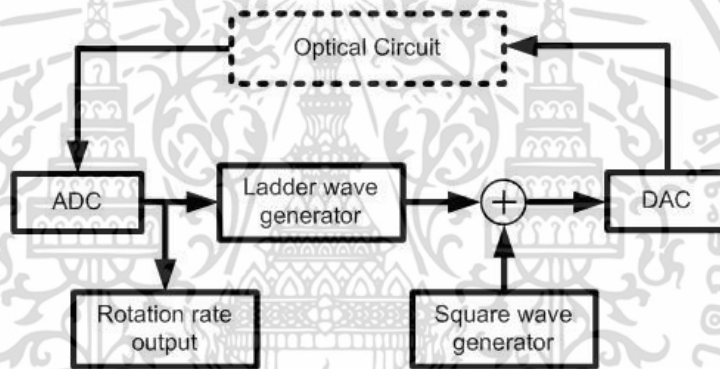 Optical Circuit
ADC
Ladder wave
generator
+
DAC
Rotation rate
output
Square wave
generator